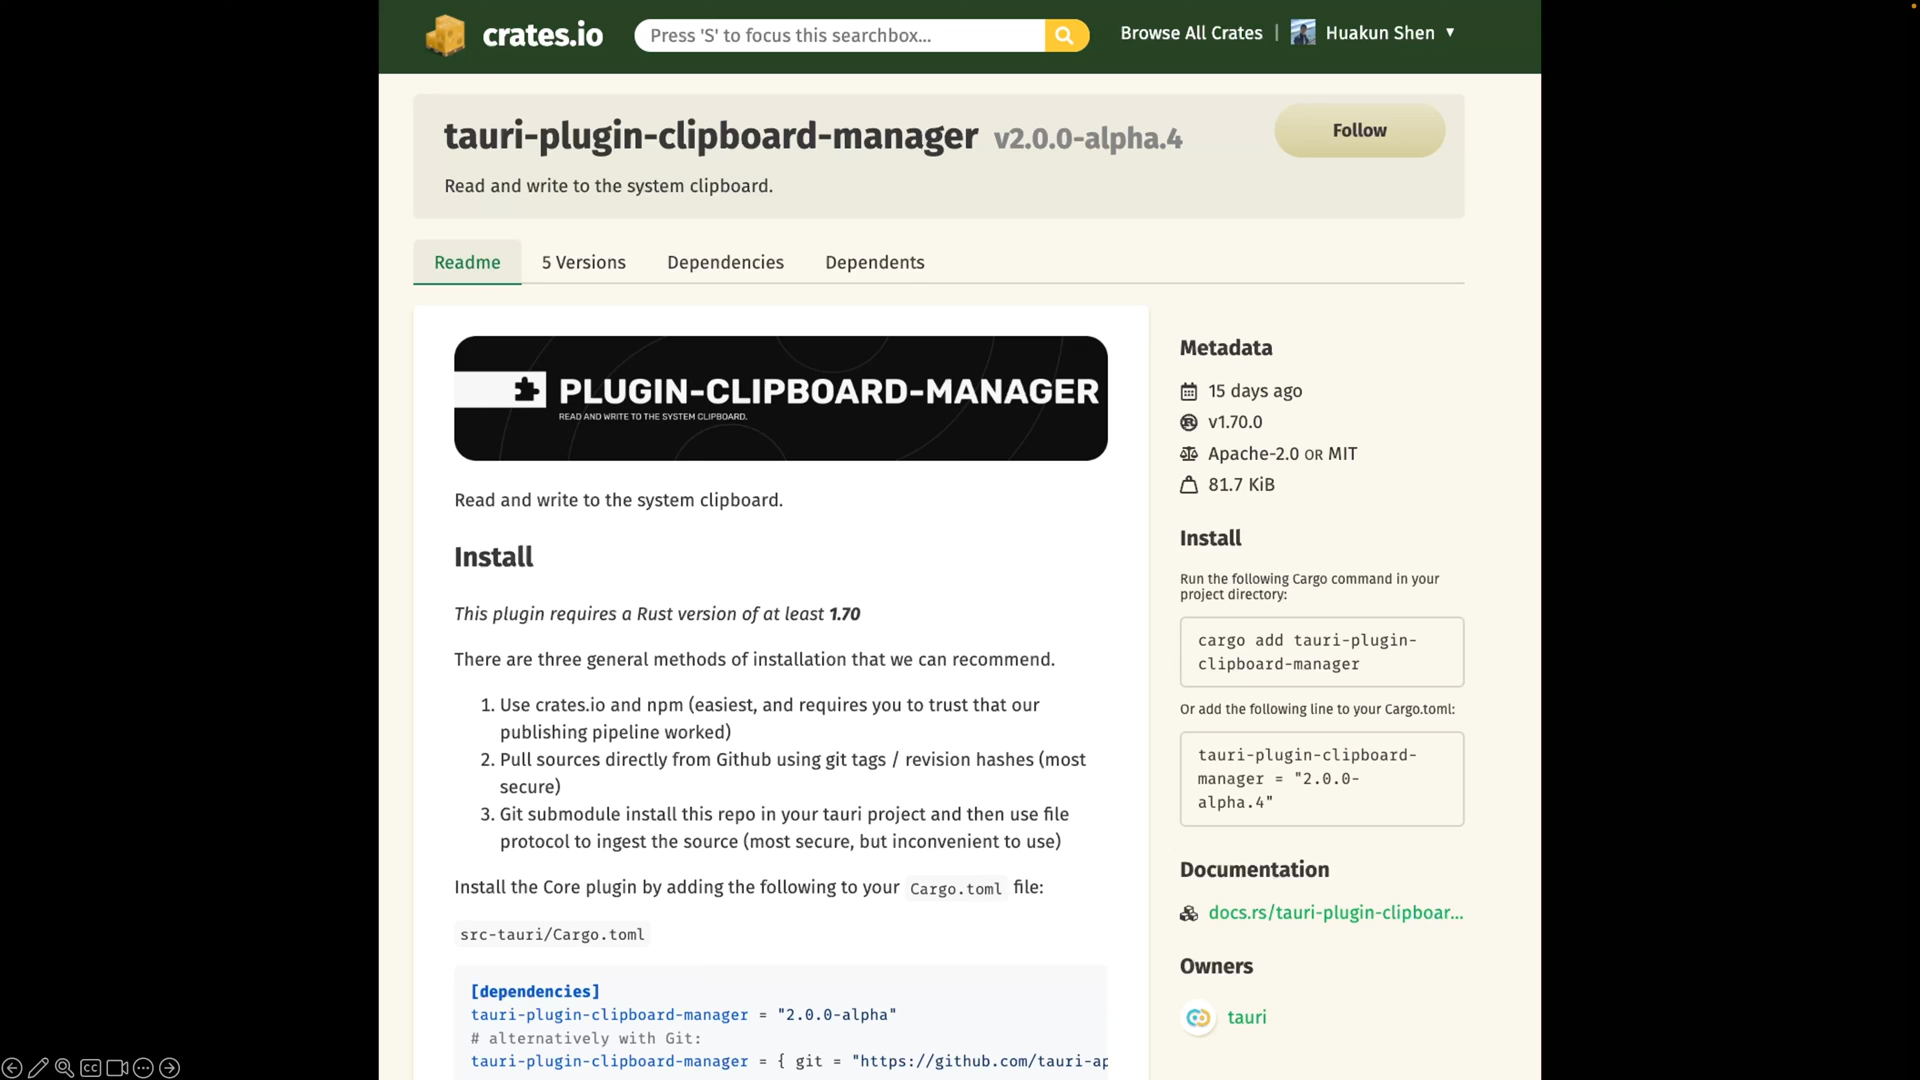 crates.io
Press 'S' to focus this searchbox...
Browse All Crates | Huakun Shen ▼
tauri-plugin-clipboard-manager v2.0.0-alpha.4
Follow
Read and write to the system clipboard.
Readme
5 Versions
Dependencies
Dependents
PLUGIN-CLIPBOARD-MANAGER
READ AND WRITE TO THE SYSTEM CLIPBOARD.
Read and write to the system clipboard.
Install
This plugin requires a Rust version of at least 1.70
There are three general methods of installation that we can recommend.
1. Use crates.io and npm (easiest, and requires you to trust that our
publishing pipeline worked)
2. Pull sources directly from Github using git tags / revision hashes (most
secure)
3. Git submodule install this repo in your tauri project and then use file
protocol to ingest the source (most secure, but inconvenient to use)
Install the Core plugin by adding the following to your Cargo.toml file:
src-tauri/Cargo.toml
[dependencies]
tauri-plugin-clipboard-manager = "2.0.0-alpha"
# alternatively with Git:
tauri-plugin-clipboard-manager = { git = "https://github.com/tauri-ap
Metadata
15 days ago
v1.70.0
Apache-2.0 OR MIT
81.7 KiB
Install
Run the following Cargo command in your
project directory:
cargo add tauri-plugin-
clipboard-manager
Or add the following line to your Cargo.toml:
tauri-plugin-clipboard-
manager = "2.0.0-
alpha.4"
Documentation
docs.rs/tauri-plugin-clipboar...
Owners
tauri
CC